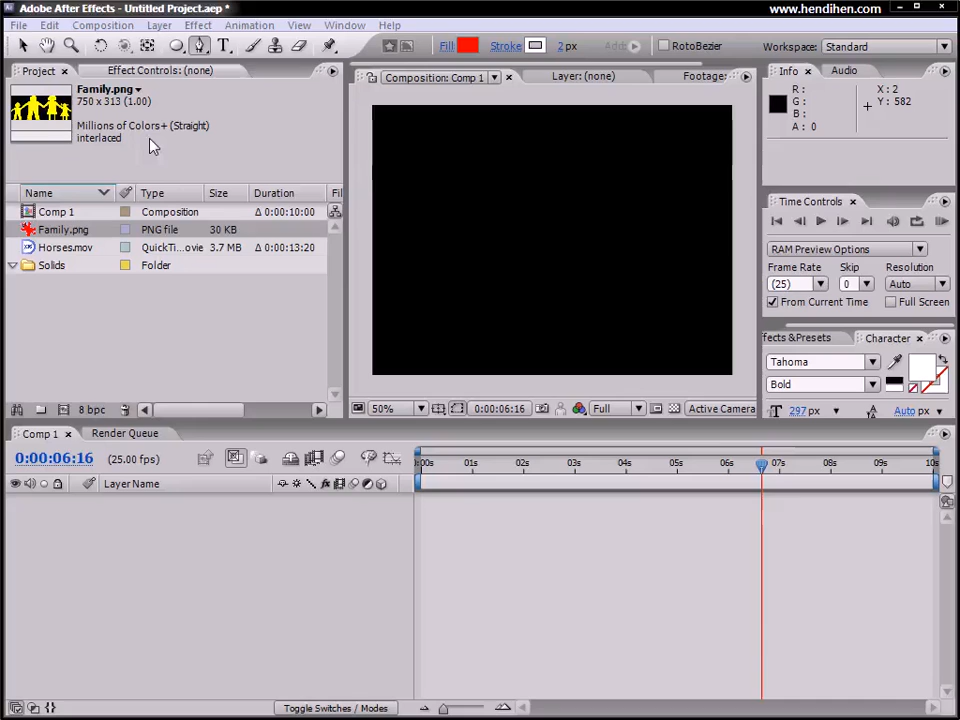 Adobe After Effects - Untitled Project.aep *
www.hendihen.com
File Edit Composition Layer Effect Animation View Window Help
Fill Stroke 2 px Add: RotoBezier Workspace: Standard
Project Effect Controls: (none)
Composition: Comp 1 Layer: (none) Footage:
Info Audio
Family.png
750 x 313 (1.00)
Millions of Colors+ (Straight)
interlaced
R: X: 2
G: Y: 582
B:
A: 0
Name Type Size Duration Fil
Comp 1 Composition Δ 0:00:10:00
Family.png PNG file 30 KB
Horses.mov QuickTi...ovie 3.7 MB Δ 0:00:13:20
Solids Folder
Time Controls
RAM Preview Options
Frame Rate Skip Resolution
(25) 0 Auto
From Current Time Full Screen
ffects &Presets Character
Tahoma
Bold
297 px Auto px
8 bpc
50% 0:00:06:16 Full Active Camera
Comp 1 Render Queue
0:00:06:16 (25.00 fps)
:00s 01s 02s 03s 04s 05s 06s 07s 08s 09s 10s
Layer Name
Toggle Switches / Modes